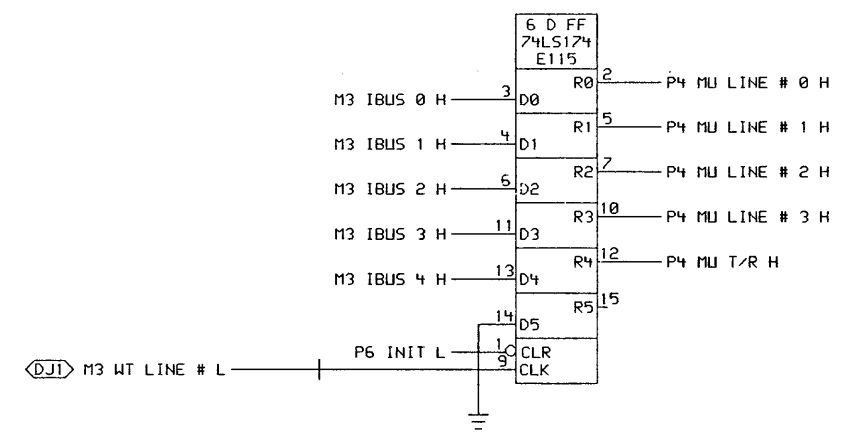 6 D FF
74LS174
E115
R0 2 P4 MU LINE # 0 H
M3 IBUS 0 H 3 D0
R1 5 P4 MU LINE # 1 H
M3 IBUS 1 H 4 D1
R2 7 P4 MU LINE # 2 H
M3 IBUS 2 H 6 D2
R3 10 P4 MU LINE # 3 H
M3 IBUS 3 H 11 D3
R4 12 P4 MU T/R H
M3 IBUS 4 H 13 D4
R5 15
14 D5
P6 INIT L 1 CLR
DJ1 M3 WT LINE # L 9 CLK